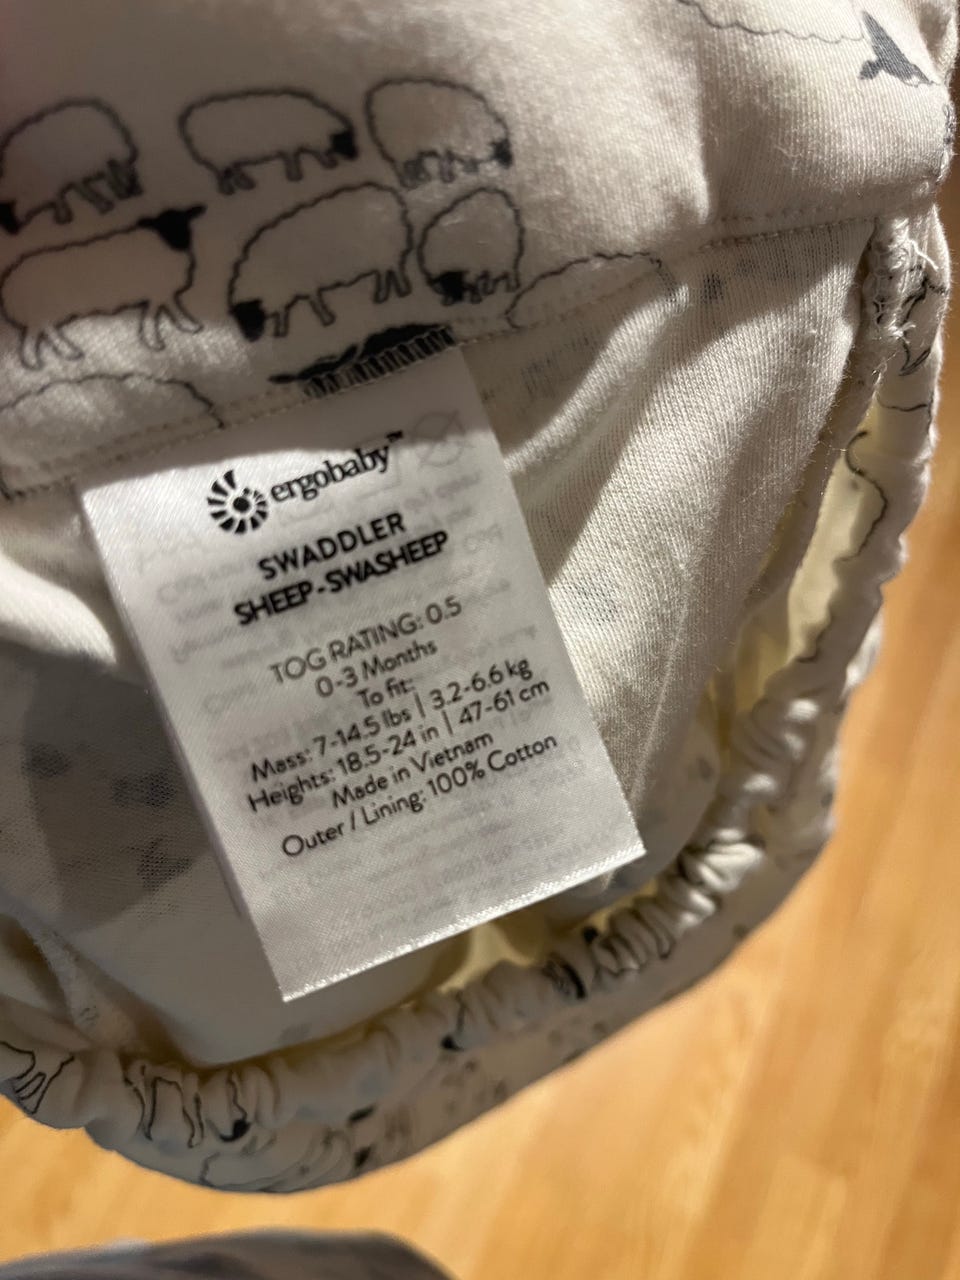 ergobaby™
SWADDLER
SHEEP-SWASHEEP
TOG RATING: 0.5
0-3 Months
To fit:
Mass: 7-14.5 lbs | 3.2-6.6 kg
Heights: 18.5-24 in | 47-61 cm
Made in Vietnam
Outer / Lining: 100% Cotton